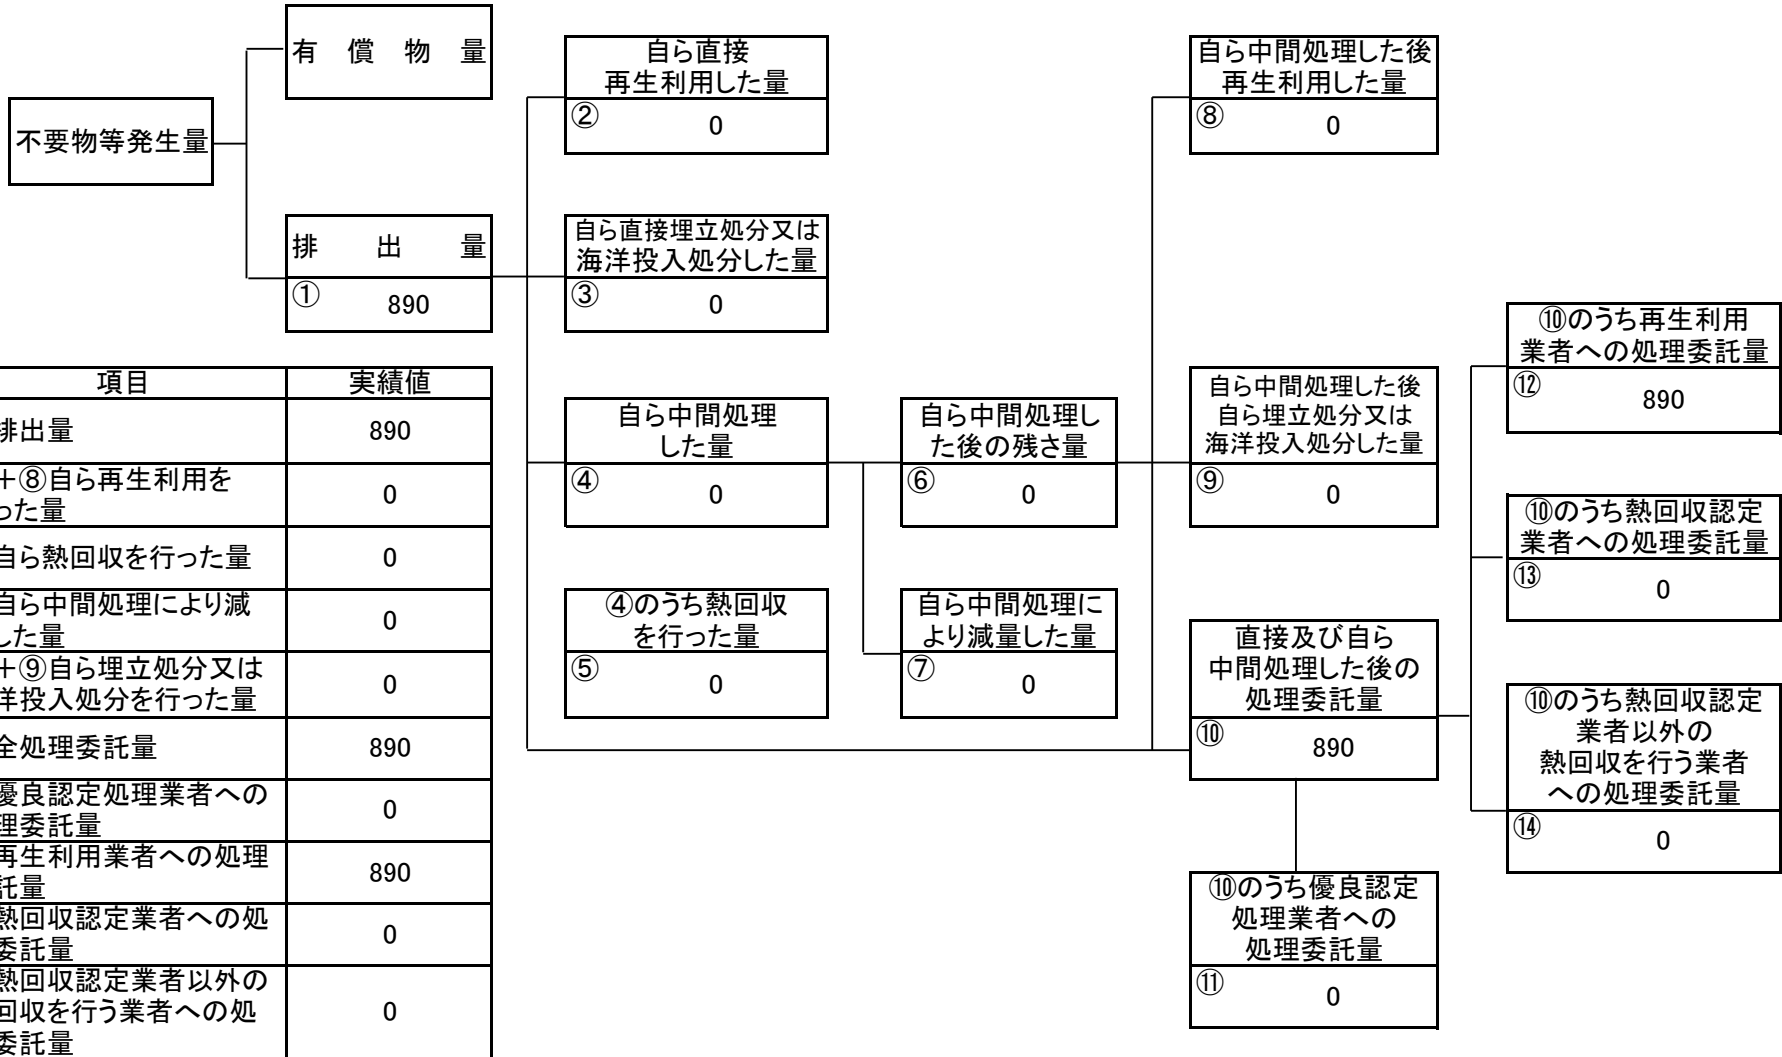 有償物量
不要物等発生量
排出量
① 890
自ら直接
再生利用した量
② 0
自ら直接埋立処分又は
海洋投入処分した量
③ 0
自ら中間処理
した量
④ 0
④のうち熱回収
を行った量
⑤ 0
自ら中間処理し
た後の残さ量
⑥ 0
自ら中間処理に
より減量した量
⑦ 0
自ら中間処理した後
再生利用した量
⑧ 0
自ら中間処理した後
自ら埋立処分又は
海洋投入処分した量
⑨ 0
直接及び自ら
中間処理した後の
処理委託量
⑩ 890
⑩のうち優良認定
処理業者への
処理委託量
⑪ 0
⑩のうち再生利用
業者への処理委託量
⑫ 890
⑩のうち熱回収認定
業者への処理委託量
⑬ 0
⑩のうち熱回収認定
業者以外の
熱回収を行う業者
への処理委託量
⑭ 0
項目 実績値
排出量 890
+⑧自ら再生利用を
った量 0
自ら熱回収を行った量 0
自ら中間処理により減
した量 0
+⑨自ら埋立処分又は
洋投入処分を行った量 0
全処理委託量 890
優良認定処理業者への
理委託量 0
再生利用業者への処理
託量 890
熱回収認定業者への処
委託量 0
熱回収認定業者以外の
回収を行う業者への処
委託量 0